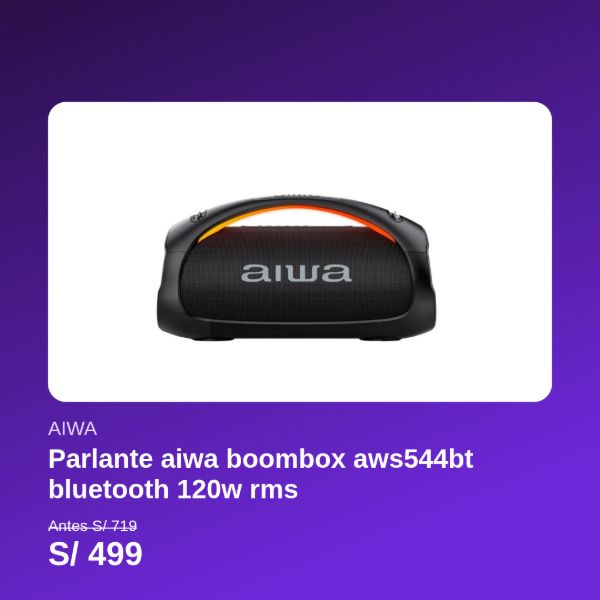 aiwa
AIWA
Parlante aiwa boombox aws544bt
bluetooth 120w rms
Antes S/ 719
S/ 499